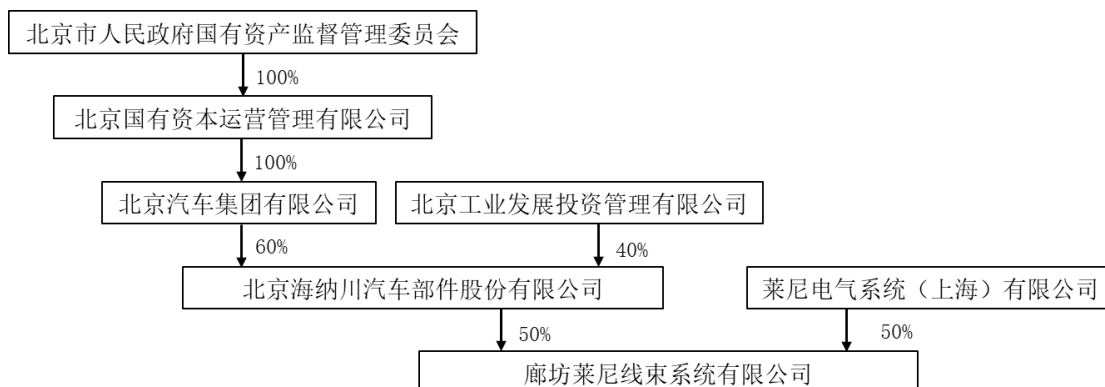 北京市人民政府国有资产监督管理委员会
100%
北京国有资本运营管理有限公司
100%
北京汽车集团有限公司
北京工业发展投资管理有限公司
60%
40%
北京海纳川汽车部件股份有限公司
莱尼电气系统（上海）有限公司
50%
50%
廊坊莱尼线束系统有限公司